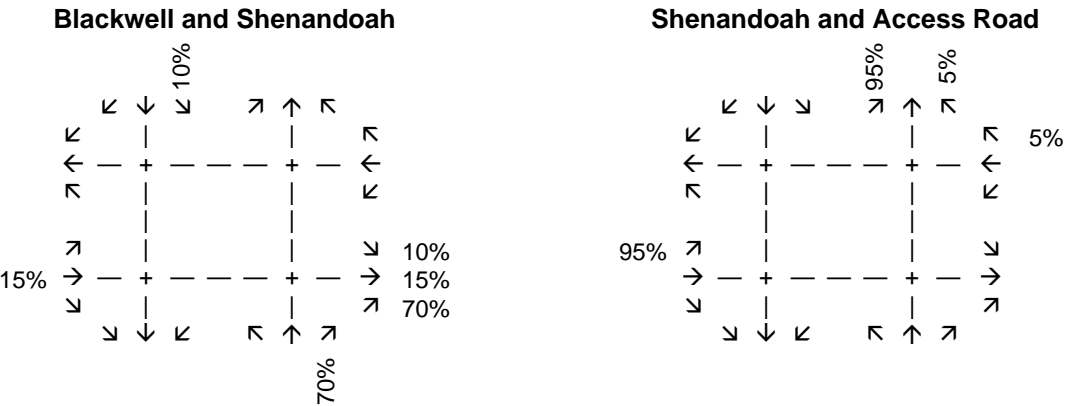 Blackwell and Shenandoah
10%
↙ ↓ ↘ ↗ ↑ ↖
↙ | | ↖
← — + — — — — + — ←
↖ | | ↙
| |
↗ | | ↘ 10%
15% → — + — — — — + — → 15%
↘ | | ↗ 70%
↘ ↓ ↙ ↖ ↑ ↗
70%
Shenandoah and Access Road
95% 5%
↙ ↓ ↘ ↗ ↑ ↖
↙ | | ↖ 5%
← — + — — — — + — ←
↖ | | ↙
| |
95% ↗ | | ↘
→ — + — — — — + — →
↘ | | ↗
↘ ↓ ↙ ↖ ↑ ↗